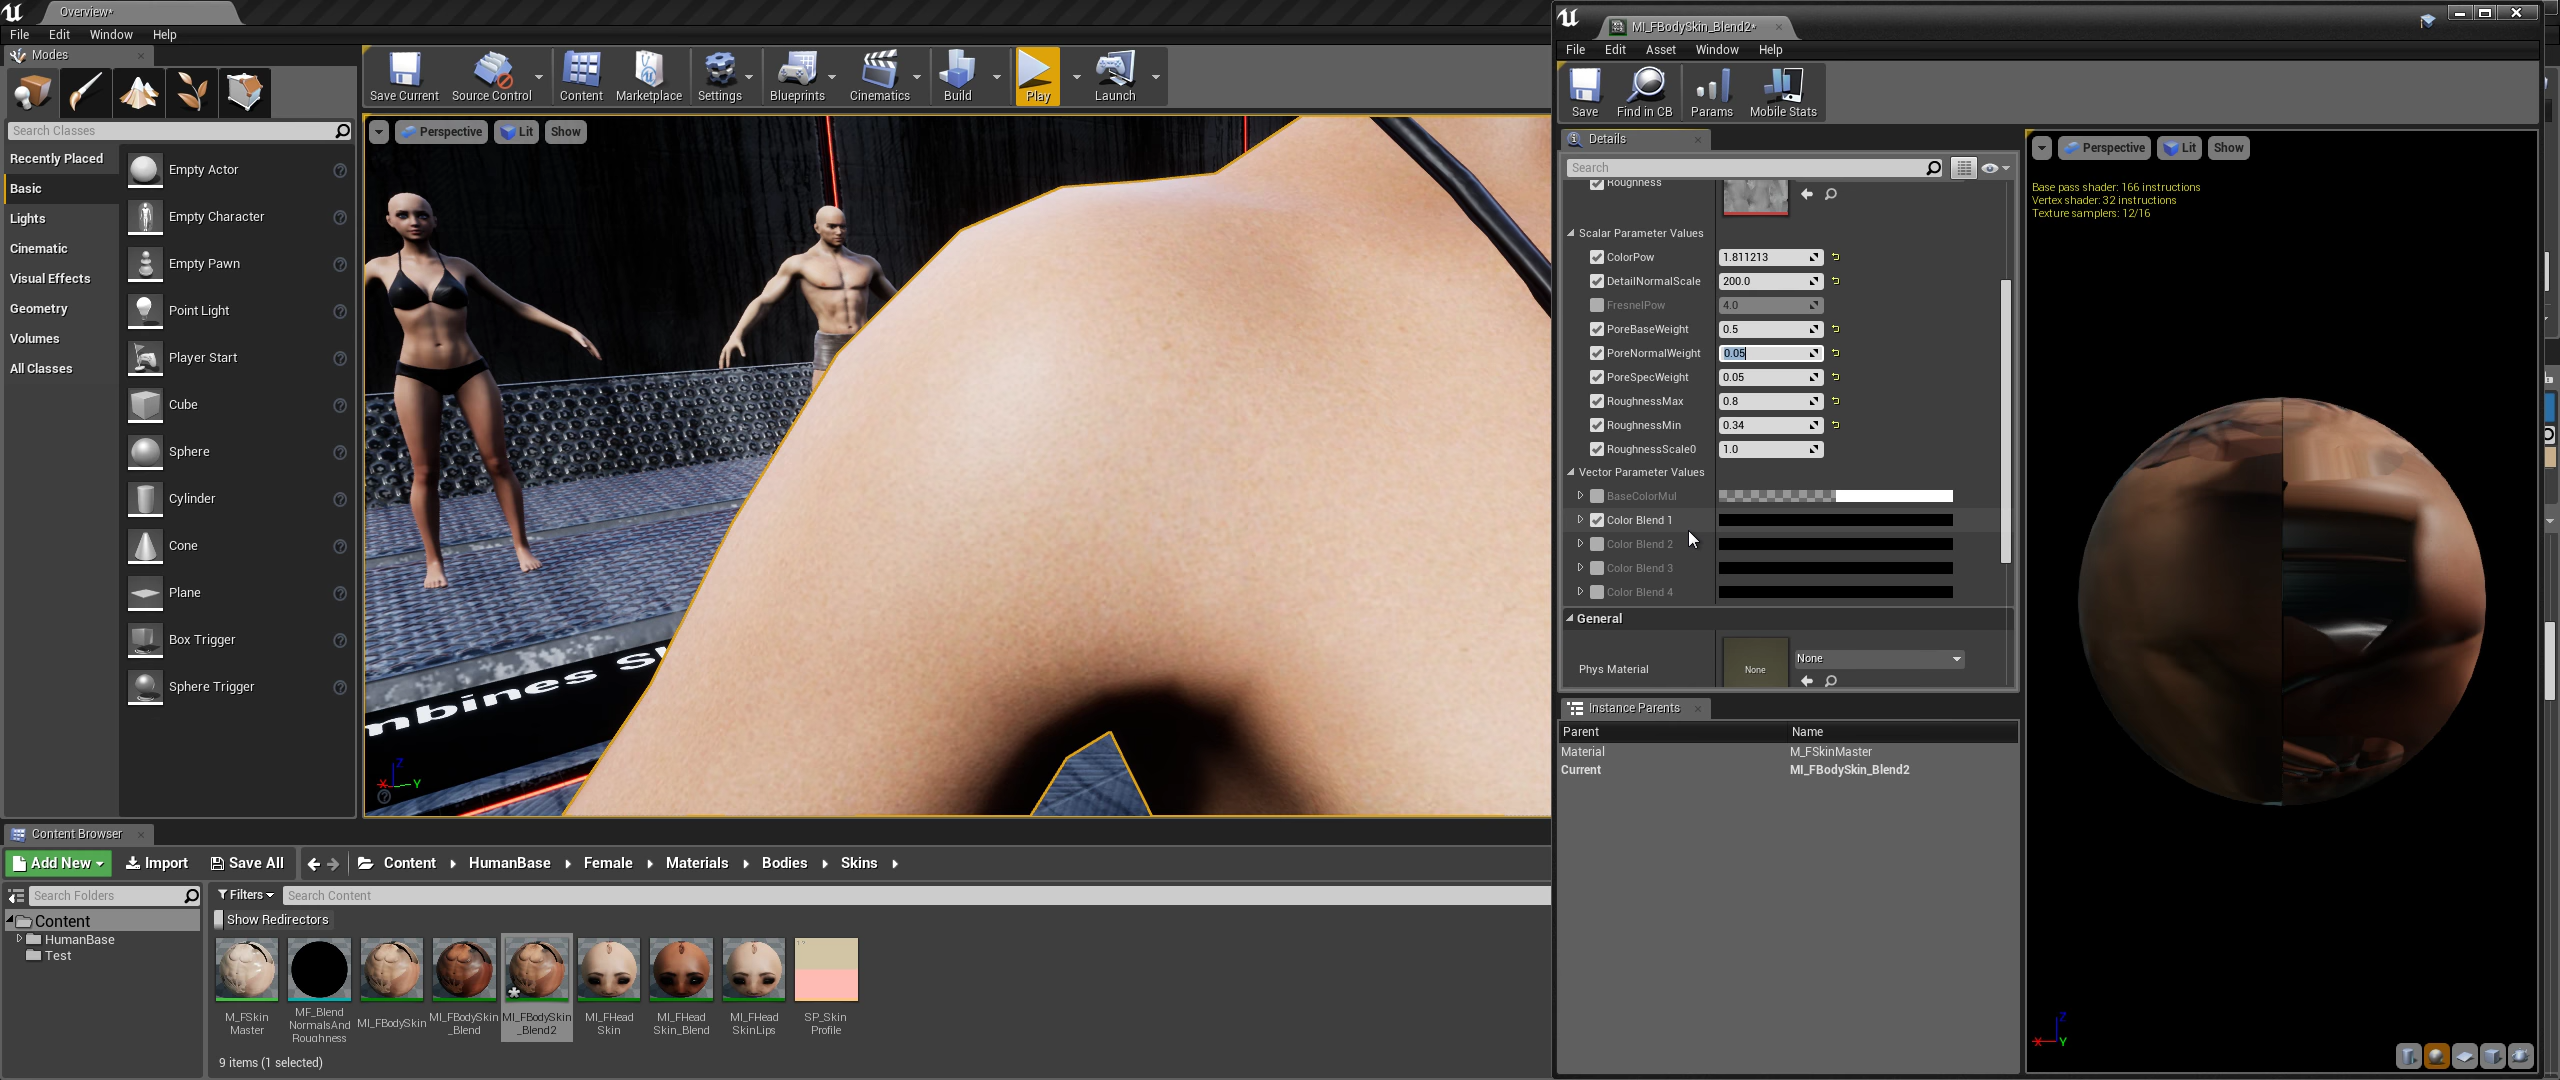 Overview*
File Edit Window Help
Modes
Search Classes
Recently Placed
Basic
Lights
Cinematic
Visual Effects
Geometry
Volumes
All Classes
Empty Actor
Empty Character
Empty Pawn
Point Light
Player Start
Cube
Sphere
Cylinder
Cone
Plane
Box Trigger
Sphere Trigger
Save Current
Source Control
Content
Marketplace
Settings
Blueprints
Cinematics
Build
Play
Launch
Perspective
Lit
Show
mbines S
X Z Y
Content Browser
Add New
Import
Save All
Content
HumanBase
Female
Materials
Bodies
Skins
Search Folders
Filters
Search Content
Content
HumanBase
Test
Show Redirectors
M_FSkin
Master
MF_Blend
NormalsAnd
Roughness
MI_FBodySkin
MI_FBodySkin
_Blend
MI_FBodySkin
_Blend2
MI_FHead
Skin
MI_FHead
Skin_Blend
MI_FHead
SkinLips
SP_Skin
Profile
9 items (1 selected)
MI_FBodySkin_Blend2*
File Edit Asset Window Help
Save
Find in CB
Params
Mobile Stats
Details
Search
Roughness
Scalar Parameter Values
ColorPow 1.811213
DetailNormalScale 200.0
FresnelPow 4.0
PoreBaseWeight 0.5
PoreNormalWeight 0.05
PoreSpecWeight 0.05
RoughnessMax 0.8
RoughnessMin 0.34
RoughnessScale0 1.0
Vector Parameter Values
BaseColorMul
Color Blend 1
Color Blend 2
Color Blend 3
Color Blend 4
General
Phys Material None None
Instance Parents
Parent Name
Material M_FSkinMaster
Current MI_FBodySkin_Blend2
Perspective
Lit
Show
Base pass shader: 166 instructions
Vertex shader: 32 instructions
Texture samplers: 12/16
X Z Y